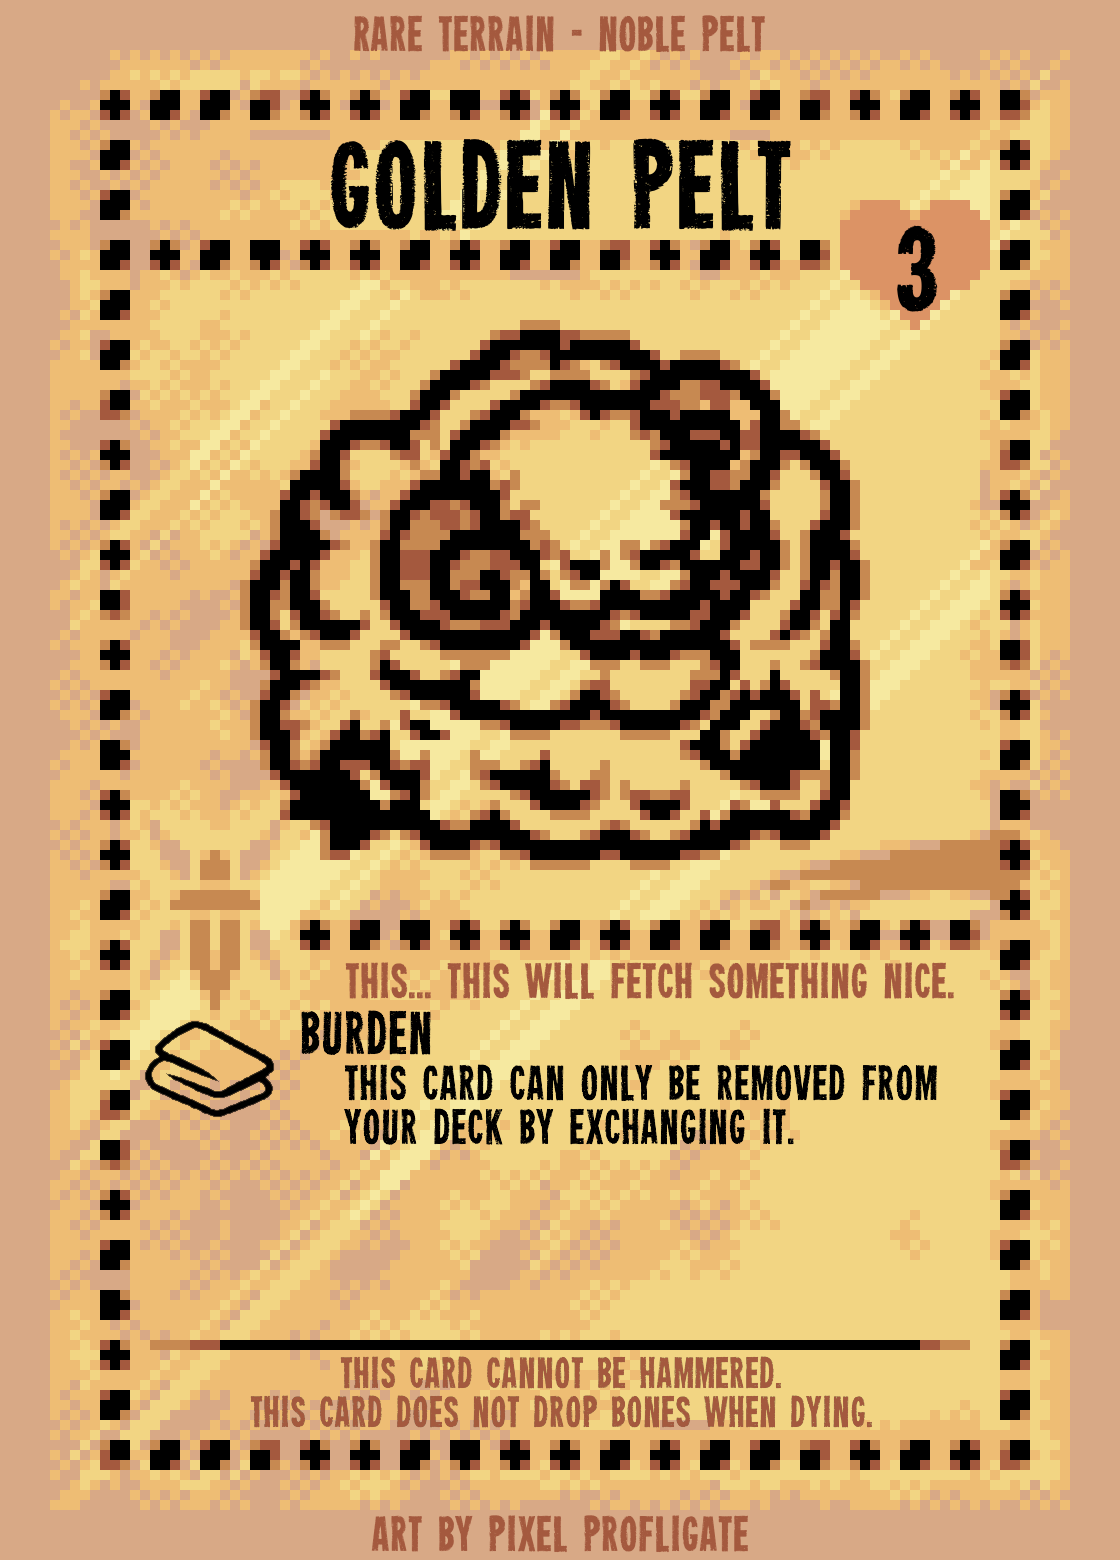 RARE TERRAIN - NOBLE PELT
GOLDEN PELT
3
THIS... THIS WILL FETCH SOMETHING NICE.
BURDEN
THIS CARD CAN ONLY BE REMOVED FROM
YOUR DECK BY EXCHANGING IT.
THIS CARD CANNOT BE HAMMERED.
THIS CARD DOES NOT DROP BONES WHEN DYING.
ART BY PIXEL PROFLIGATE